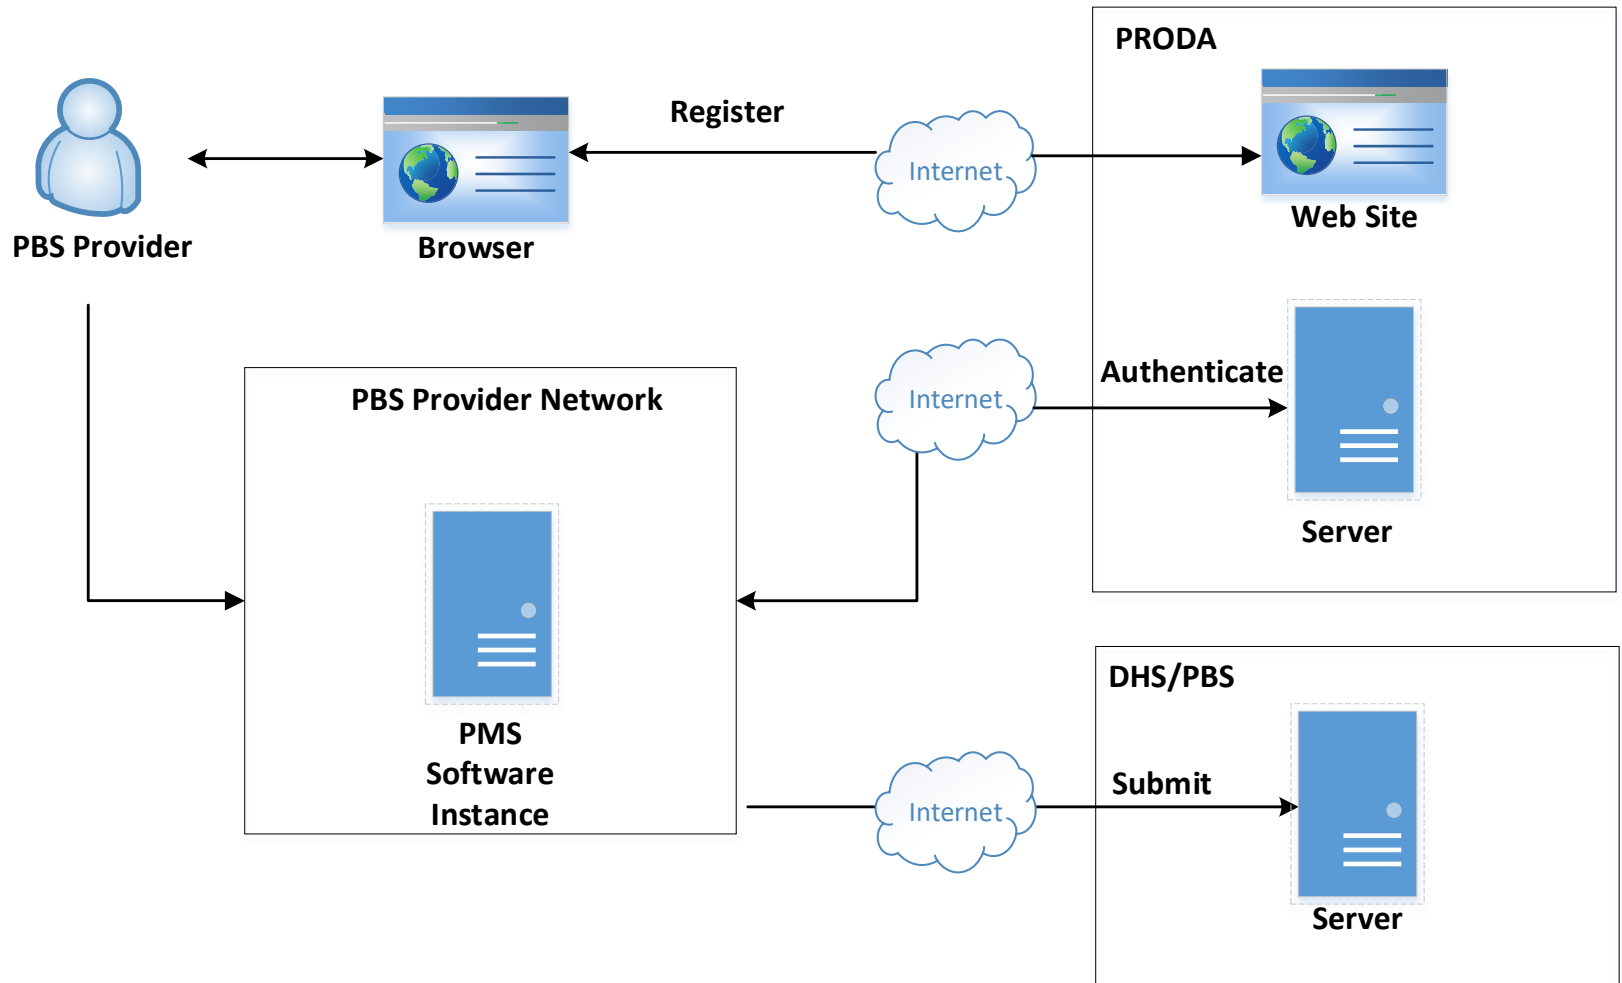 PRODA
Register
Internet
Web Site
PBS Provider
Browser
Authenticate
Internet
PBS Provider Network
Server
DHS/PBS
PMS
Software
Instance
Internet
Submit
Server